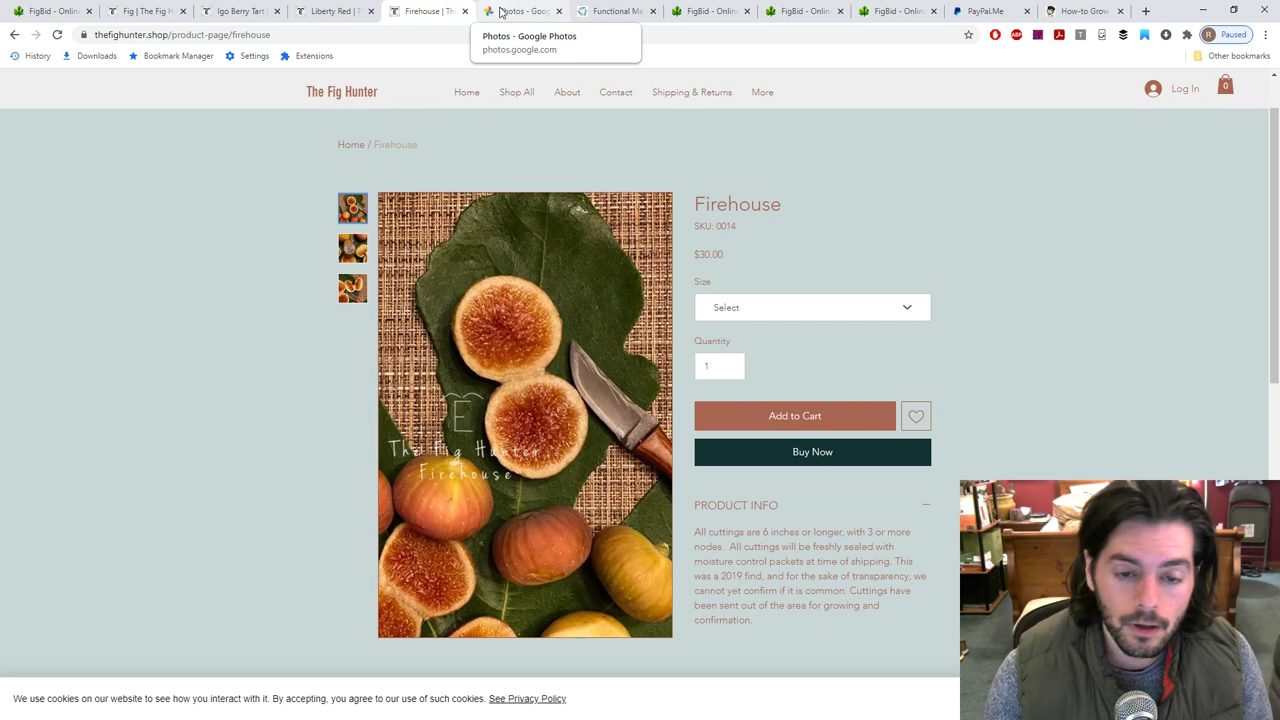 FigBid - Onlin
Fig | The Fig H
Igo Berry Tart
Liberty Red | T
Firehouse | Th
Photos - Goog
Functional Me
FigBid - Online
FigBid - Online
FigBid - Online
PayPal.Me
How-to Grow
thefighunter.shop/product-page/firehouse
ABP
R Paused
History
Downloads
Bookmark Manager
Settings
Extensions
Other bookmarks
Photos - Google Photos
photos.google.com
The Fig Hunter
Home
Shop All
About
Contact
Shipping & Returns
More
Log In
0
Home / Firehouse
E
The Fig Hunter
Firehouse
Firehouse
SKU: 0014
$30.00
Size
Select
Quantity
1
Add to Cart
Buy Now
PRODUCT INFO
All cuttings are 6 inches or longer, with 3 or more
nodes. All cuttings will be freshly sealed with
moisture control packets at time of shipping. This
was a 2019 find, and for the sake of transparency, we
cannot yet confirm if it is common. Cuttings have
been sent out of the area for growing and
confirmation.
We use cookies on our website to see how you interact with it. By accepting, you agree to our use of such cookies. See Privacy Policy